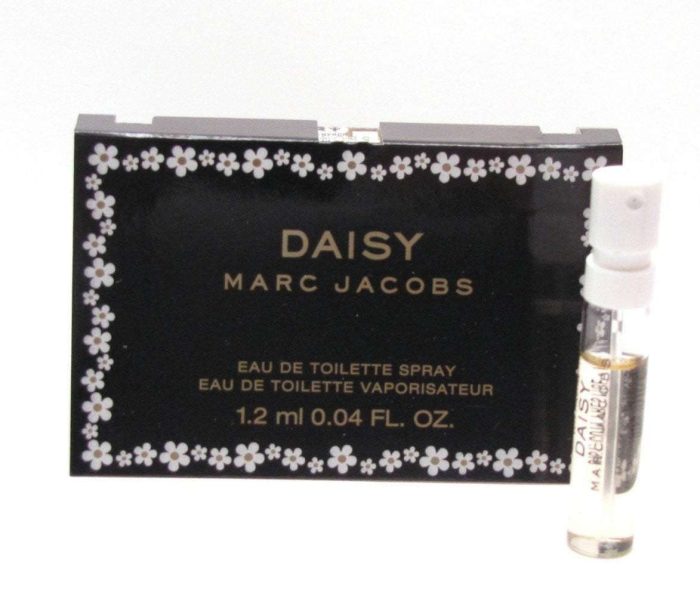 DAISY
MARC JACOBS
EAU DE TOILETTE SPRAY
EAU DE TOILETTE VAPORISATEUR
1.2 ml 0.04 FL. OZ.
DAISY